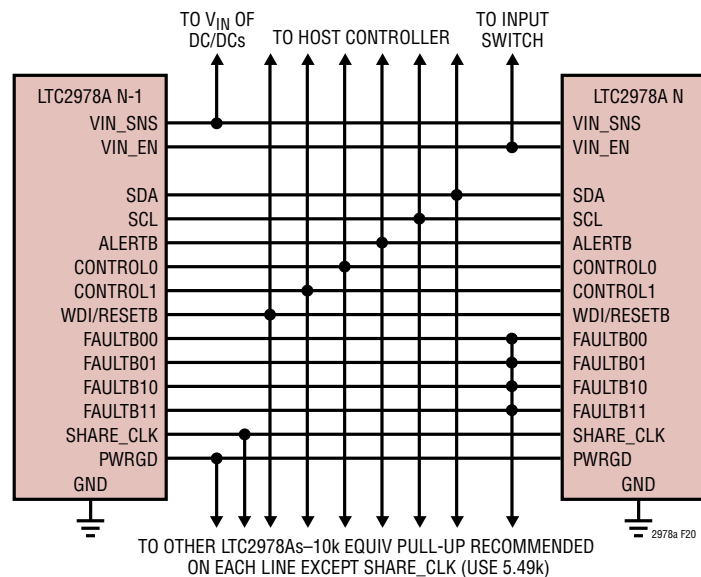 TO VIN OF
DC/DCs
TO HOST CONTROLLER
TO INPUT
SWITCH
LTC2978A N-1
VIN_SNS
VIN_EN
SDA
SCL
ALERTB
CONTROL0
CONTROL1
WDI/RESETB
FAULTB00
FAULTB01
FAULTB10
FAULTB11
SHARE_CLK
PWRGD
GND
LTC2978A N
VIN_SNS
VIN_EN
SDA
SCL
ALERTB
CONTROL0
CONTROL1
WDI/RESETB
FAULTB00
FAULTB01
FAULTB10
FAULTB11
SHARE_CLK
PWRGD
GND
2978a F20
TO OTHER LTC2978As–10k EQUIV PULL-UP RECOMMENDED
ON EACH LINE EXCEPT SHARE_CLK (USE 5.49k)